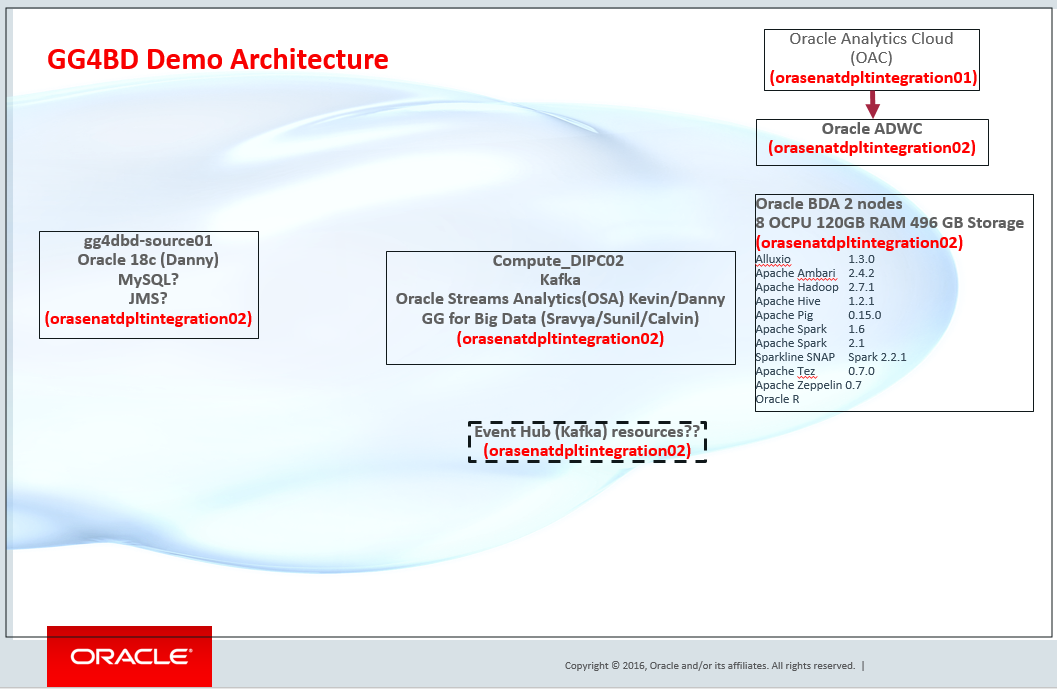 GG4BD Demo Architecture
Oracle Analytics Cloud
(OAC)
(orasenatdpltintegration01)
Oracle ADWC
(orasenatdpltintegration02)
Oracle BDA 2 nodes
8 OCPU 120GB RAM 496 GB Storage
(orasenatdpltintegration02)
Alluxio 1.3.0
Apache Ambari 2.4.2
Apache Hadoop 2.7.1
Apache Hive 1.2.1
Apache Pig 0.15.0
Apache Spark 1.6
Apache Spark 2.1
Sparkline SNAP Spark 2.2.1
Apache Tez 0.7.0
Apache Zeppelin 0.7
Oracle R
gg4dbd-source01
Oracle 18c (Danny)
MySQL?
JMS?
(orasenatdpltintegration02)
Compute_DIPC02
Kafka
Oracle Streams Analytics(OSA) Kevin/Danny
GG for Big Data (Sravya/Sunil/Calvin)
(orasenatdpltintegration02)
Event Hub (Kafka) resources??
(orasenatdpltintegration02)
ORACLE®
Copyright © 2016, Oracle and/or its affiliates. All rights reserved. |